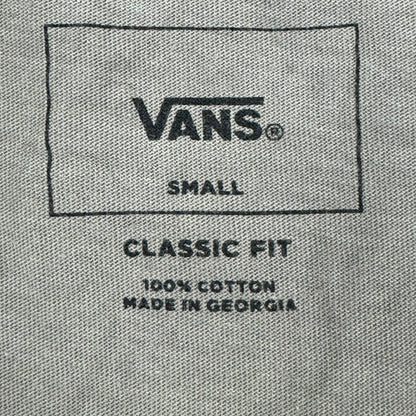 VANS®
SMALL
CLASSIC FIT
100% COTTON
MADE IN GEORGIA